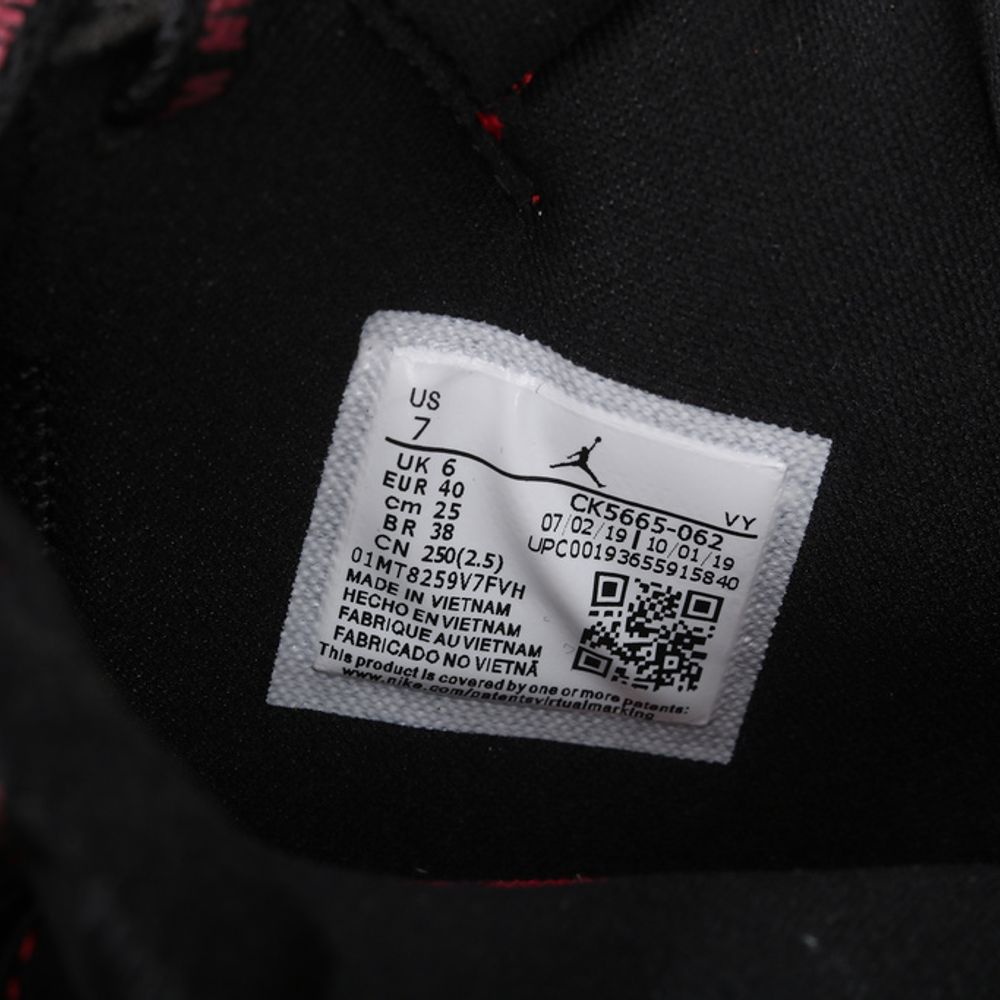 US
7
UK 6
EUR 40
cm 25
BR 38
CN 250(2.5)
01MT8259V7FVH
MADE IN VIETNAM
HECHO EN VIETNAM
FABRIQUE AU VIETNAM
FABRICADO NO VIETNÃ
This product is covered by one or more patents:
www.nike.com/patentsvirtualmarking
CK5665-062 VY
07/02/19 | 10/01/19
UPC00193655915840